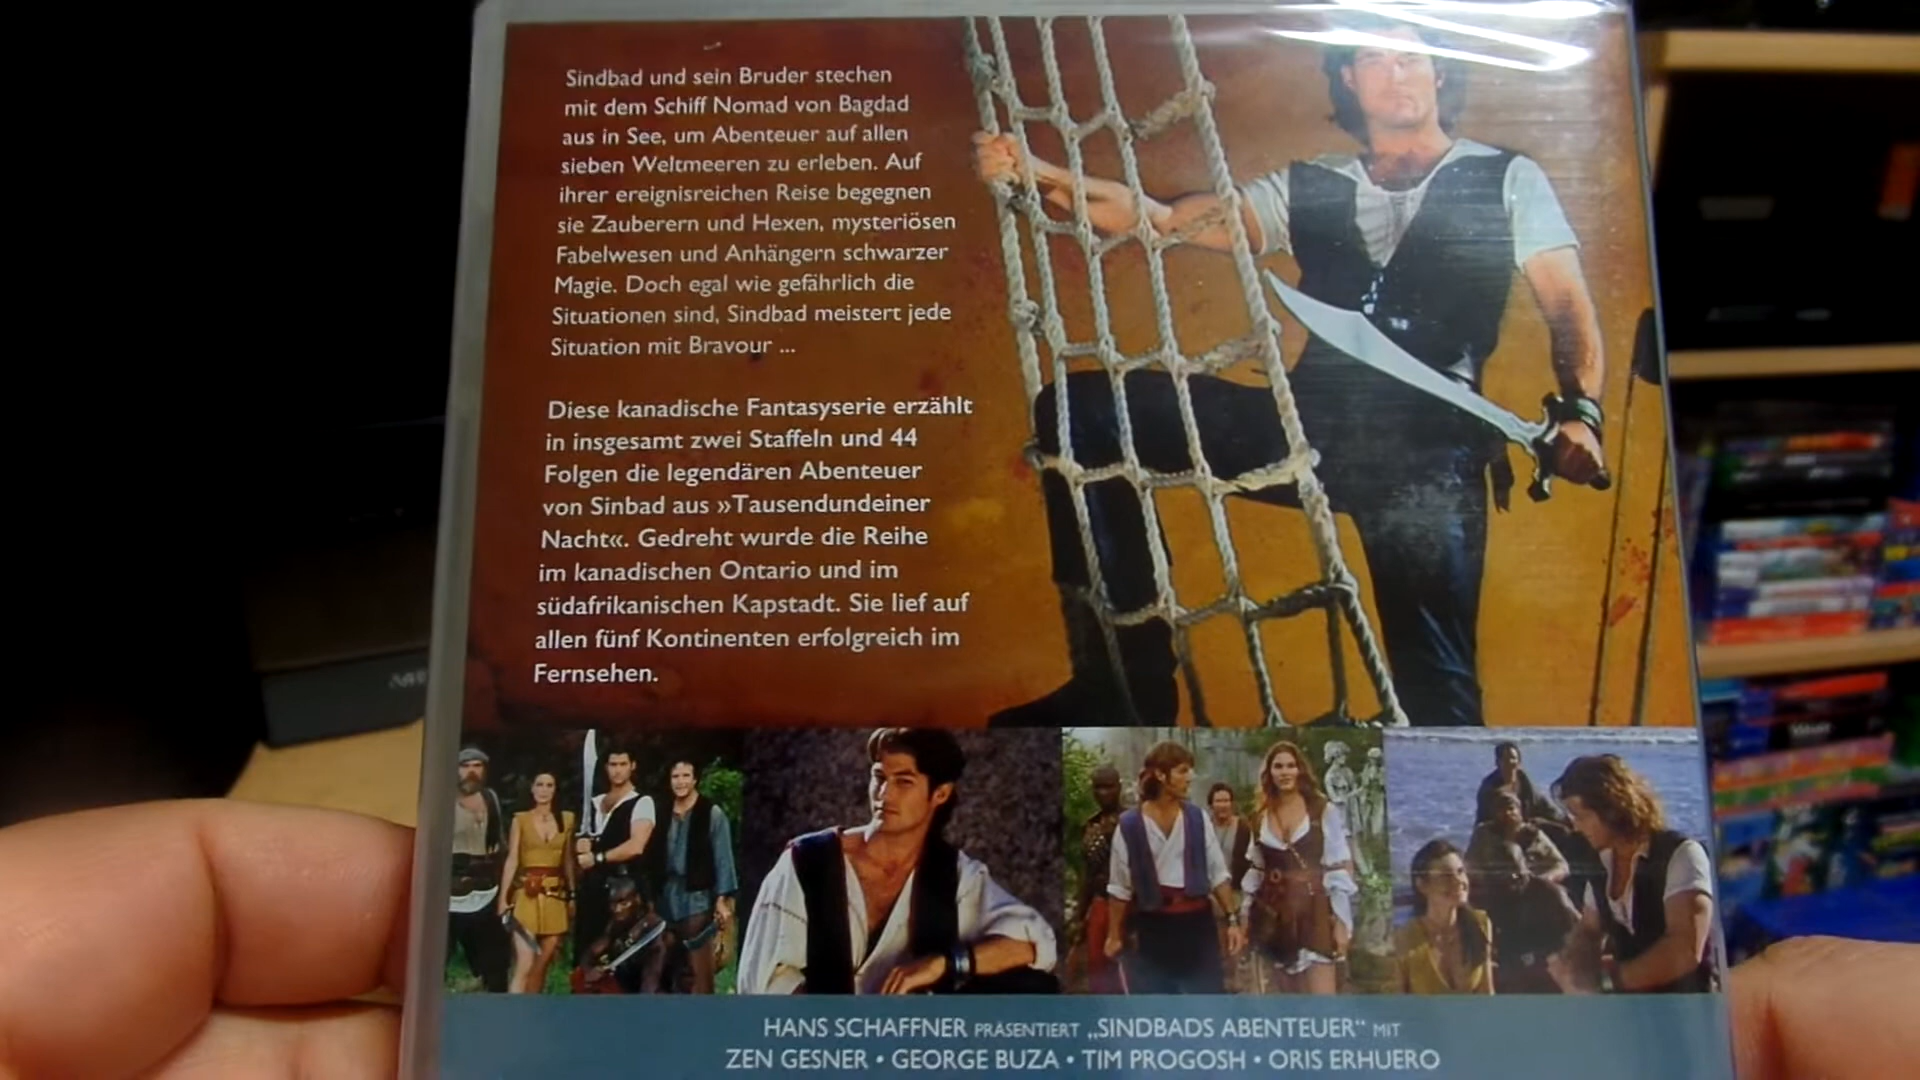 Sindbad und sein Bruder stechen
mit dem Schiff Nomad von Bagdad
aus in See, um Abenteuer auf allen
sieben Weltmeeren zu erleben. Auf
ihrer ereignisreichen Reise begegnen
sie Zauberern und Hexen, mysteriösen
Fabelwesen und Anhängern schwarzer
Magie. Doch egal wie gefährlich die
Situationen sind, Sindbad meistert jede
Situation mit Bravour ...
Diese kanadische Fantasyserie erzählt
in insgesamt zwei Staffeln und 44
Folgen die legendären Abenteuer
von Sinbad aus »Tausendundeiner
Nacht«. Gedreht wurde die Reihe
im kanadischen Ontario und im
südafrikanischen Kapstadt. Sie lief auf
allen fünf Kontinenten erfolgreich im
Fernsehen.
HANS SCHAFFNER PRÄSENTIERT „SINDBADS ABENTEUER“ MIT
ZEN GESNER • GEORGE BUZA • TIM PROGOSH • ORIS ERHUERO